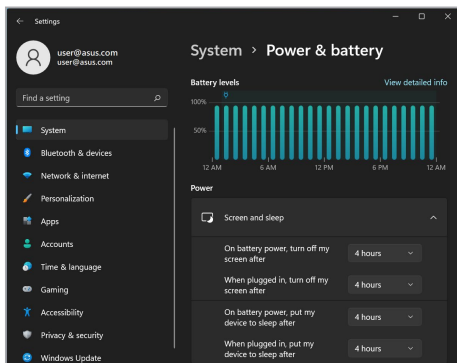 Settings
user@asus.com
user@asus.com
Find a setting
System
Bluetooth & devices
Network & internet
Personalization
Apps
Accounts
Time & language
Gaming
Accessibility
Privacy & security
Windows Update
System > Power & battery
Battery levels
View detailed info
100%
50%
12 AM 6 AM 12 PM 6 PM 12 AM
Power
Screen and sleep
On battery power, turn off my
screen after
4 hours
When plugged in, turn off my
screen after
4 hours
On battery power, put my
device to sleep after
4 hours
When plugged in, put my
device to sleep after
4 hours